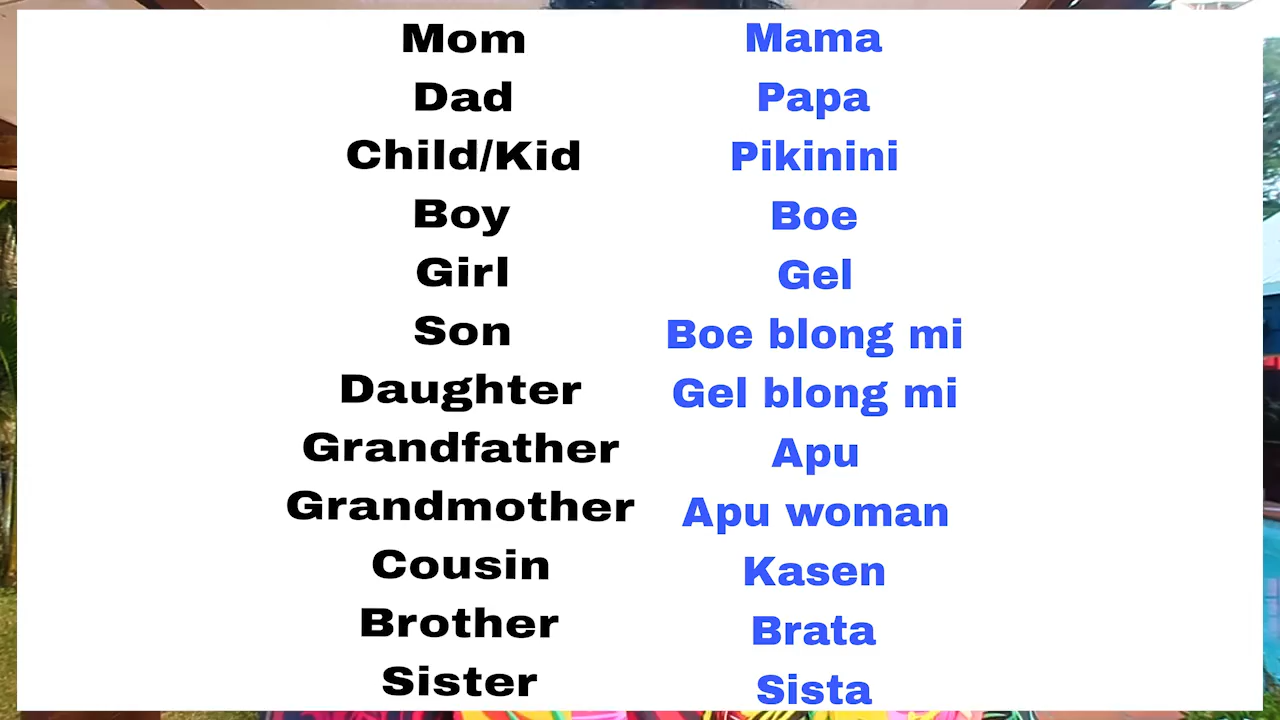 Mom Mama
Dad Papa
Child/Kid Pikinini
Boy Boe
Girl Gel
Son Boe blong mi
Daughter Gel blong mi
Grandfather Apu
Grandmother Apu woman
Cousin Kasen
Brother Brata
Sister Sista